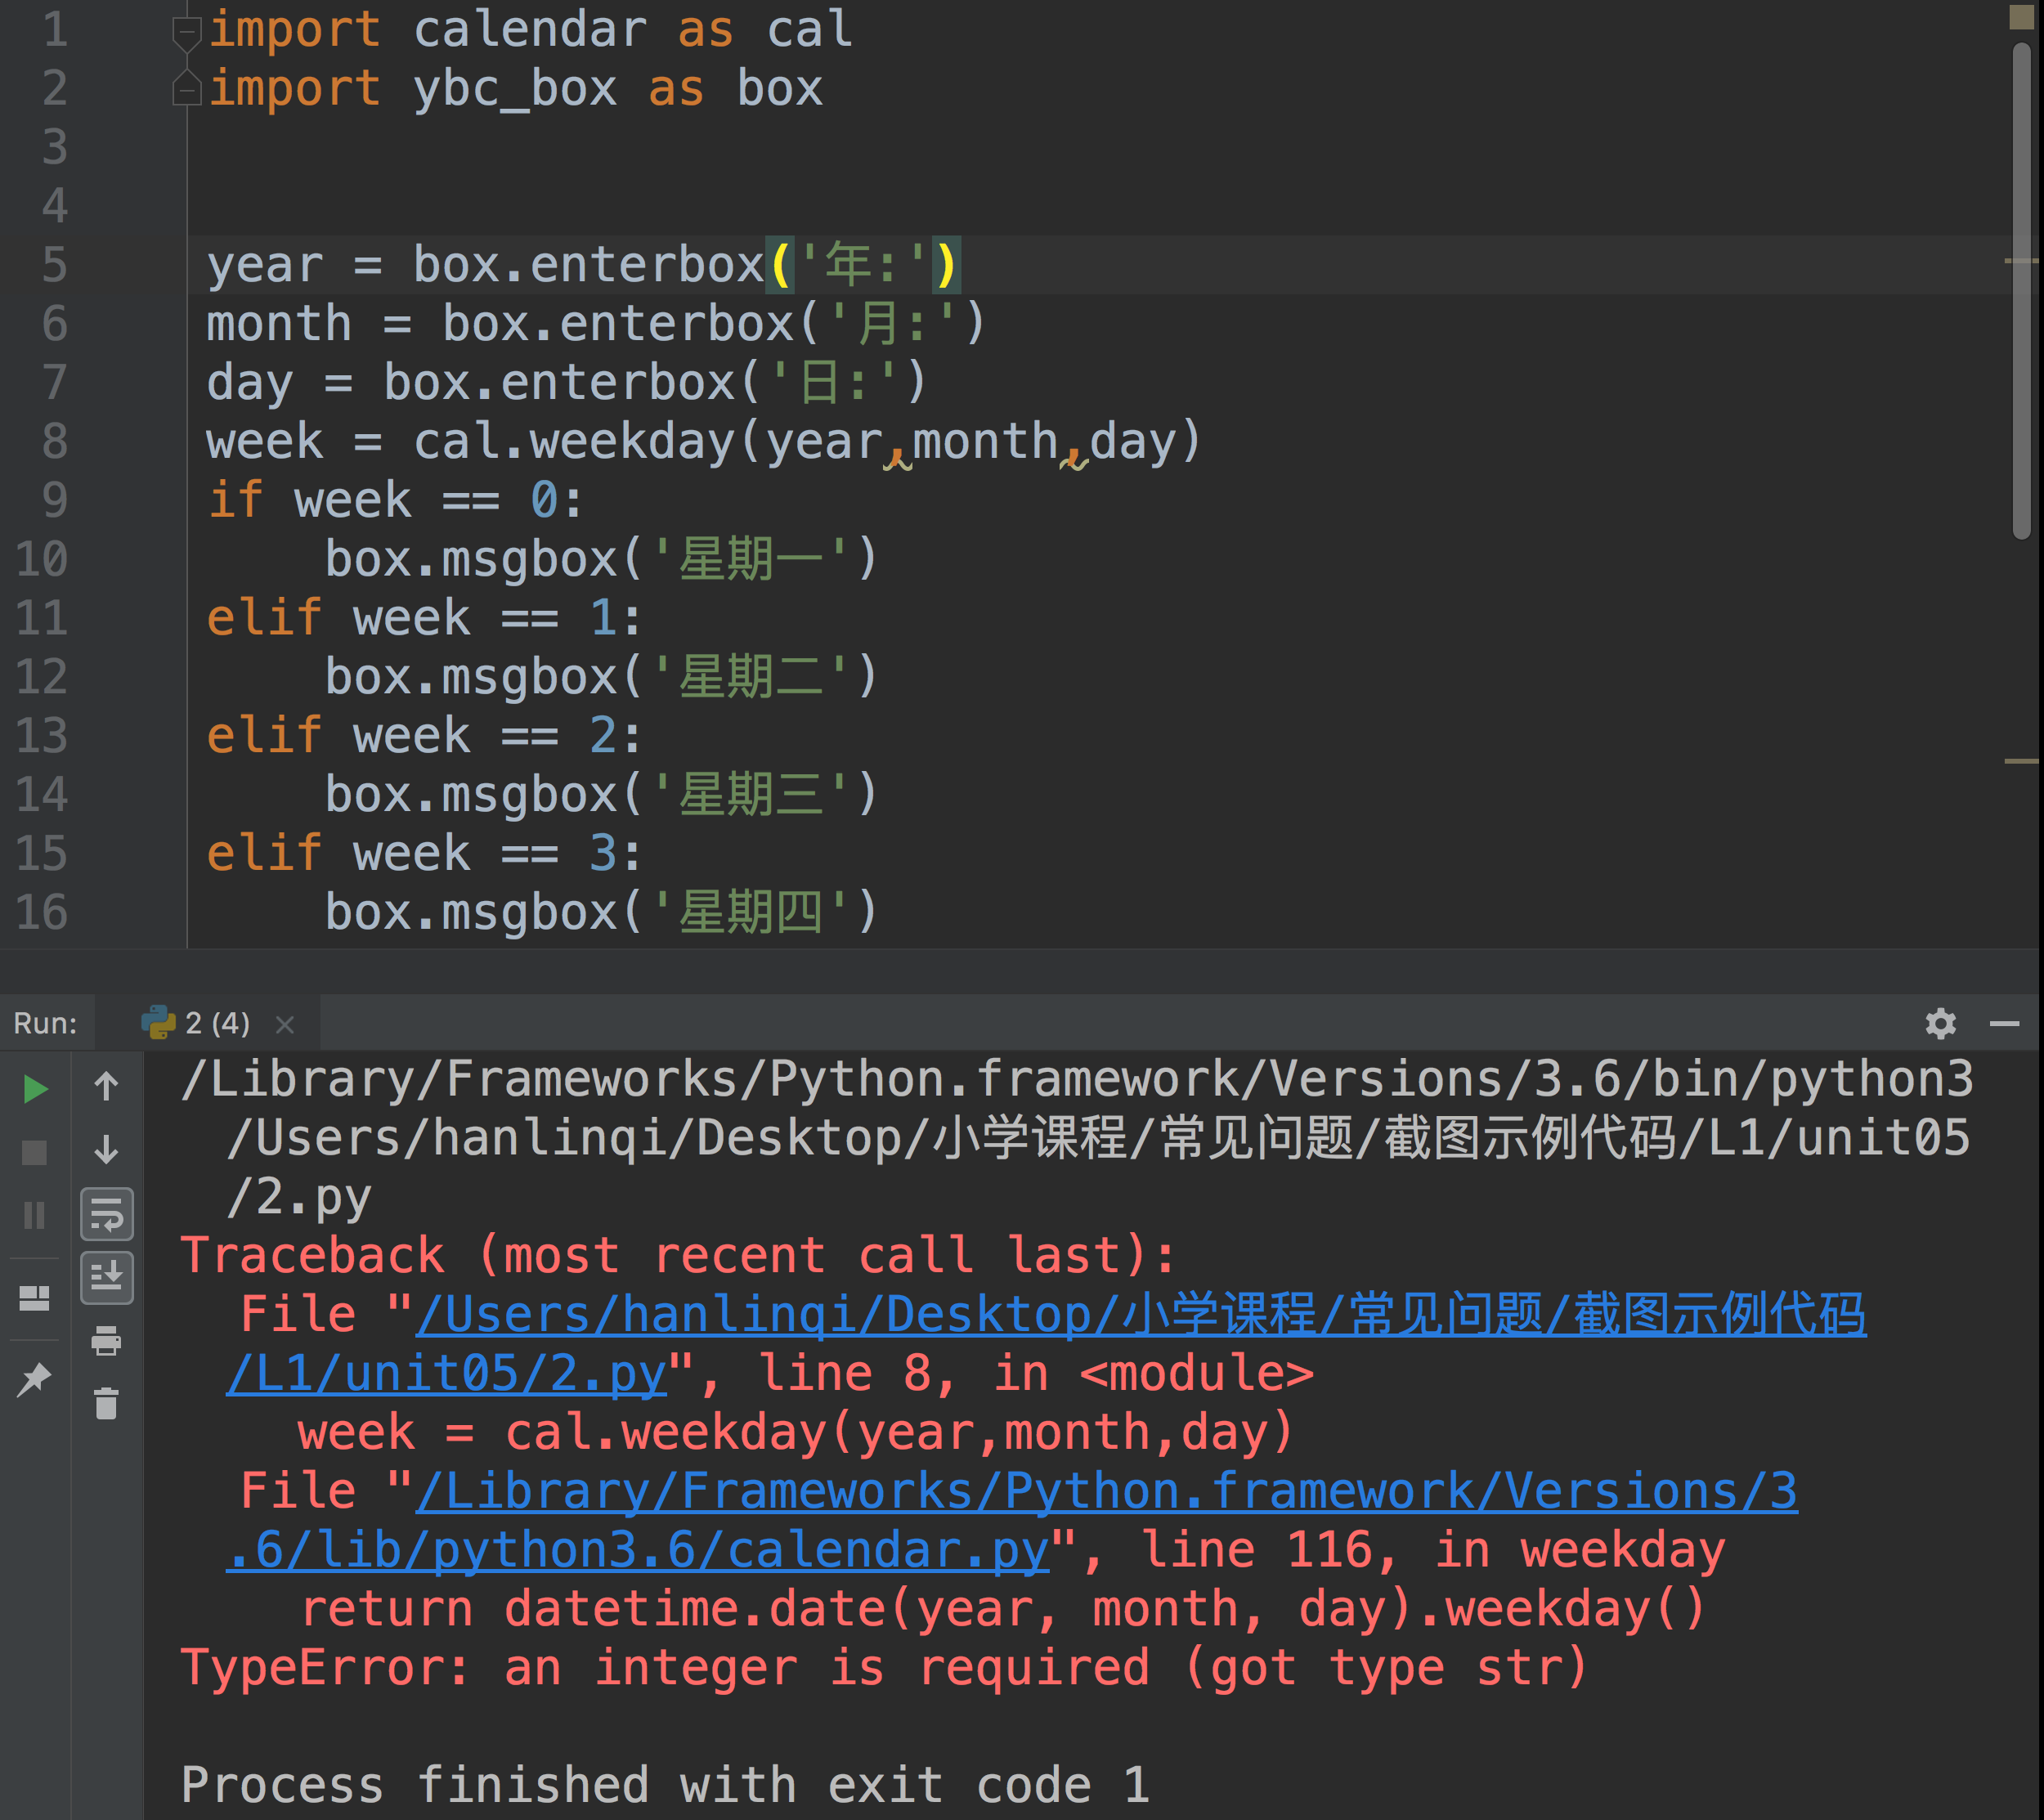 1 import calendar as cal
2 import ybc_box as box
3
4
5 year = box.enterbox('年:')
6 month = box.enterbox('月:')
7 day = box.enterbox('日:')
8 week = cal.weekday(year,month,day)
9 if week == 0:
10     box.msgbox('星期一')
11 elif week == 1:
12     box.msgbox('星期二')
13 elif week == 2:
14     box.msgbox('星期三')
15 elif week == 3:
16     box.msgbox('星期四')
Run: 2 (4)
/Library/Frameworks/Python.framework/Versions/3.6/bin/python3
/Users/hanlinqi/Desktop/小学课程/常见问题/截图示例代码/L1/unit05
/2.py
Traceback (most recent call last):
  File "/Users/hanlinqi/Desktop/小学课程/常见问题/截图示例代码
/L1/unit05/2.py", line 8, in <module>
    week = cal.weekday(year,month,day)
  File "/Library/Frameworks/Python.framework/Versions/3
.6/lib/python3.6/calendar.py", line 116, in weekday
    return datetime.date(year, month, day).weekday()
TypeError: an integer is required (got type str)
Process finished with exit code 1